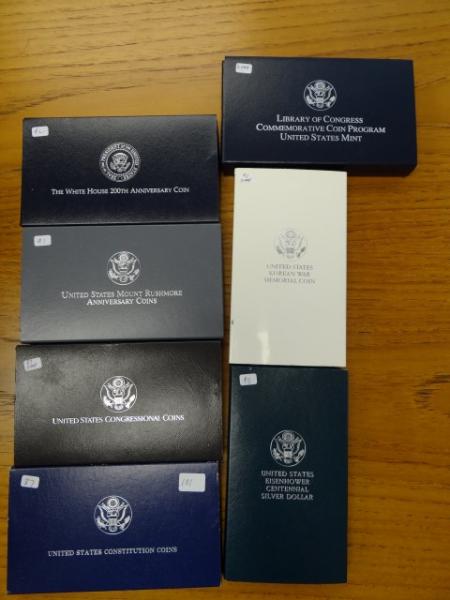 THE WHITE HOUSE 200TH ANNIVERSARY COIN
UNITED STATES MOUNT RUSHMORE
ANNIVERSARY COINS
UNITED STATES CONGRESSIONAL COINS
87
UNITED STATES CONSTITUTION COINS
LIBRARY OF CONGRESS
COMMEMORATIVE COIN PROGRAM
UNITED STATES MINT
UNITED STATES
KOREAN WAR
MEMORIAL COIN
UNITED STATES
EISENHOWER
CENTENNIAL
SILVER DOLLAR